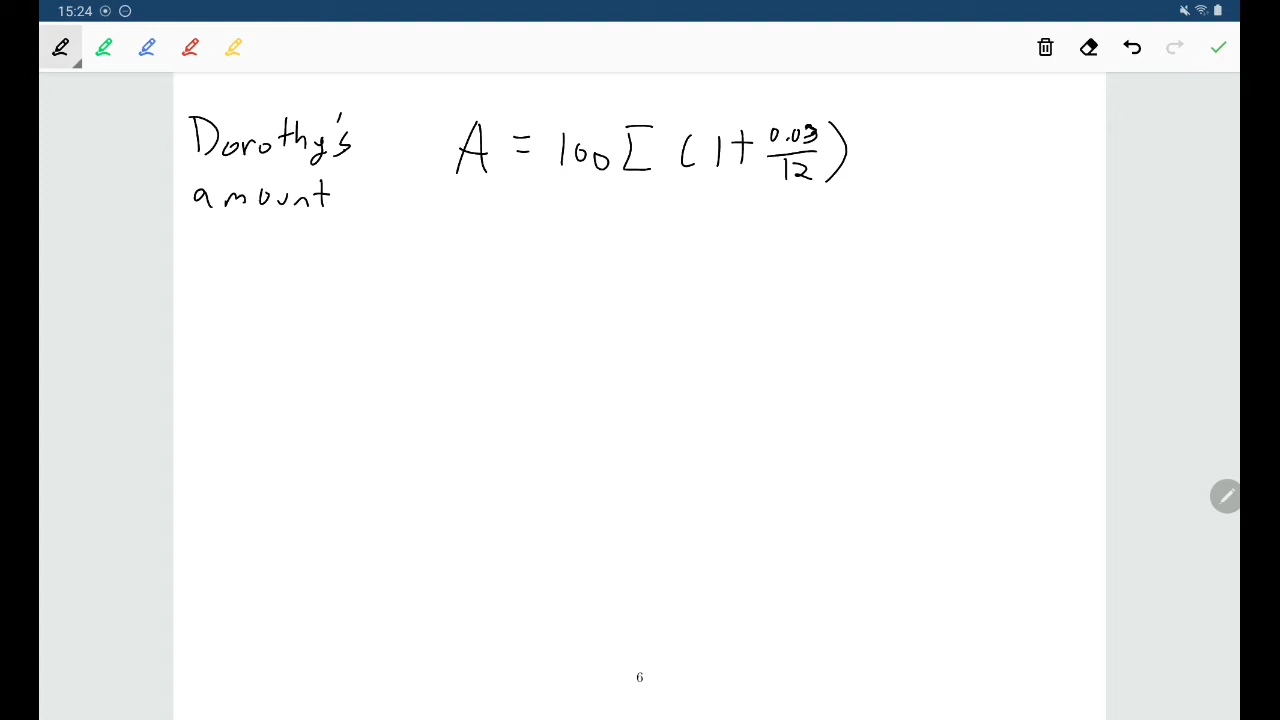 15:24
Dorothy's A = 100 [ ( 1 + 0.03/12 )
amount
6